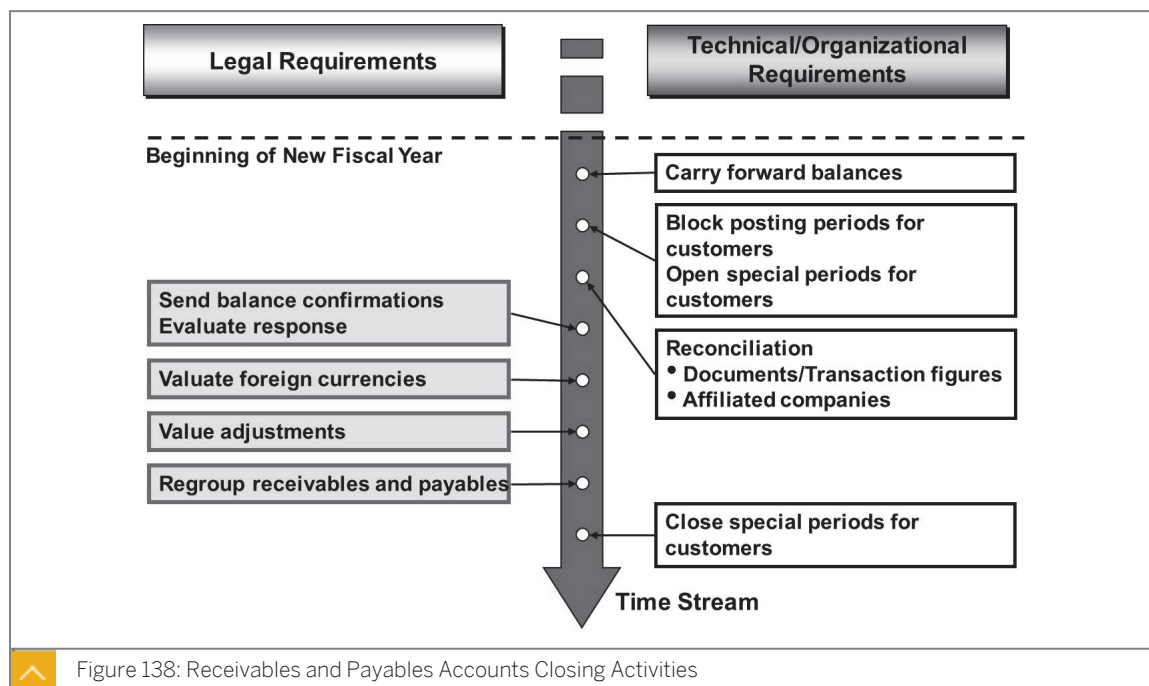 Legal Requirements
Technical/Organizational
Requirements
Beginning of New Fiscal Year
Carry forward balances
Block posting periods for
customers
Open special periods for
customers
Send balance confirmations
Evaluate response
Reconciliation
• Documents/Transaction figures
• Affiliated companies
Valuate foreign currencies
Value adjustments
Regroup receivables and payables
Close special periods for
customers
Time Stream
Figure 138: Receivables and Payables Accounts Closing Activities